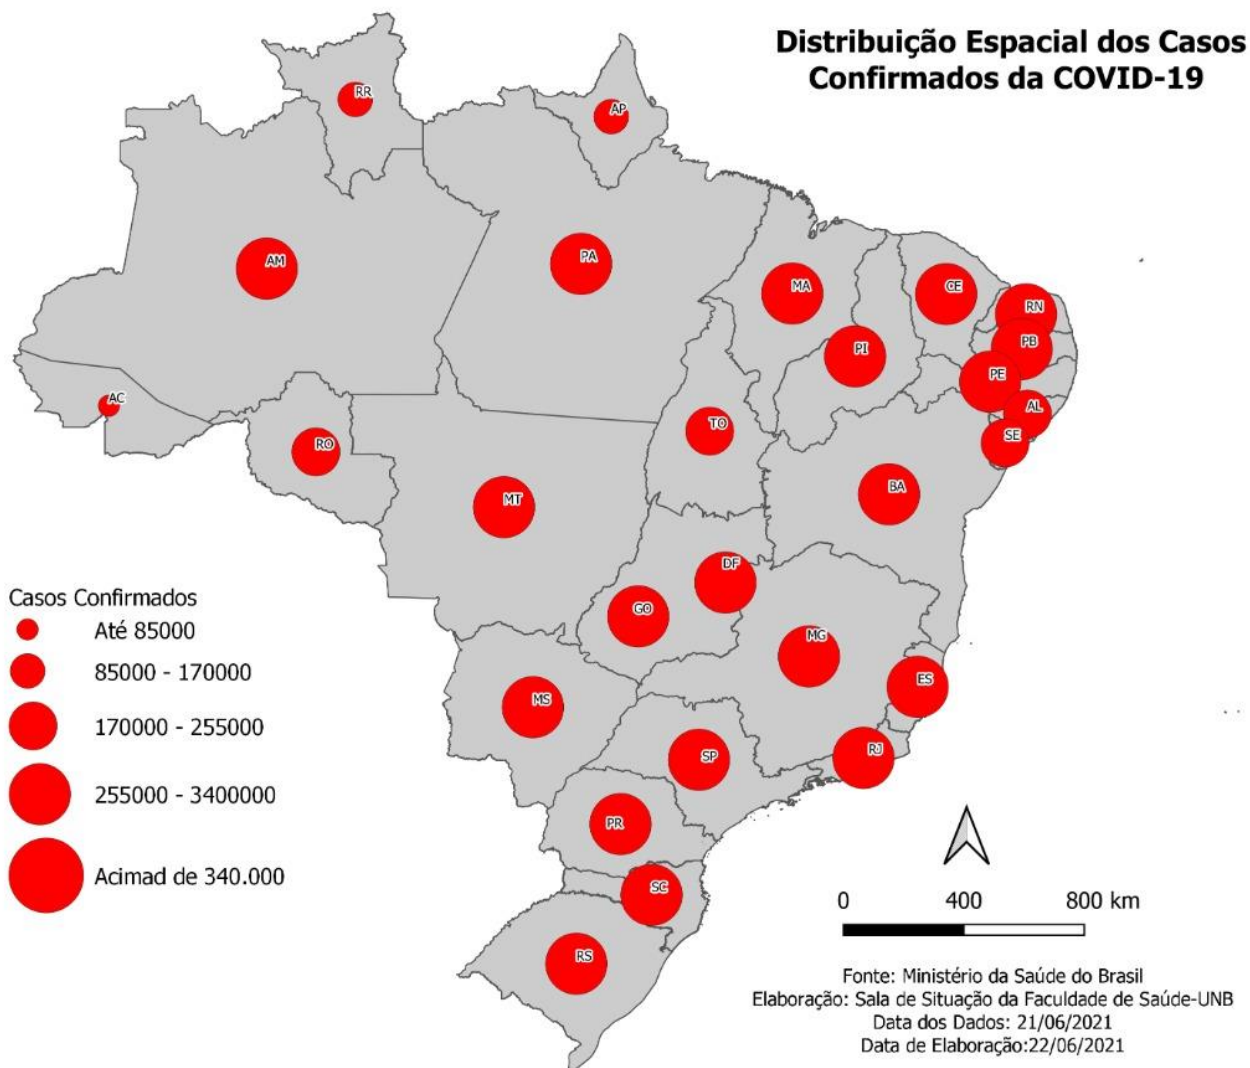 Distribuição Espacial dos Casos
Confirmados da COVID-19
RR
AP
AM
PA
MA
CE
RN
PB
PI
PE
AC
AL
TO
SE
RO
BA
MT
DF
GO
MG
ES
MS
RJ
SP
PR
SC
RS
Casos Confirmados
Até 85000
85000 - 170000
170000 - 255000
255000 - 3400000
Acimad de 340.000
0 400 800 km
Fonte: Ministério da Saúde do Brasil
Elaboração: Sala de Situação da Faculdade de Saúde-UNB
Data dos Dados: 21/06/2021
Data de Elaboração:22/06/2021